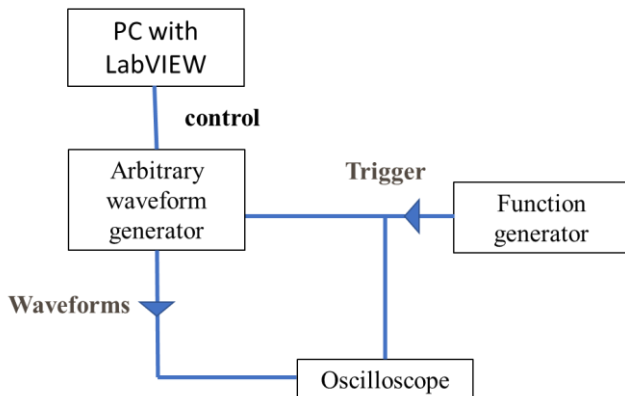 PC with
LabVIEW
control
Arbitrary
waveform
generator
Trigger
Function
generator
Waveforms
Oscilloscope